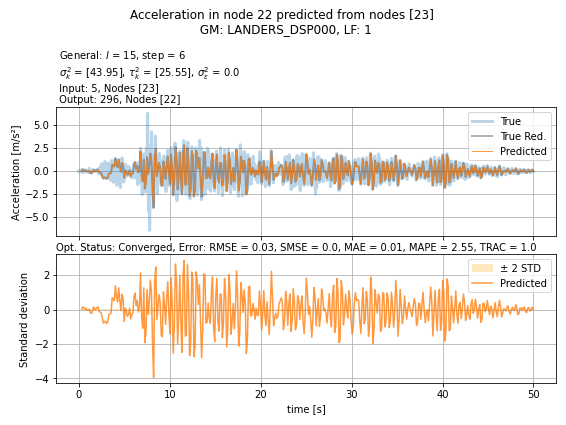 Acceleration in node 22 predicted from nodes [23]
GM: LANDERS_DSP000, LF: 1
General: l = 15, step = 6
σ²ₖ = [43.95], τ²ₖ = [25.55], σ²ε = 0.0
Input: 5, Nodes [23]
Output: 296, Nodes [22]
Acceleration [m/s²]
5.0
2.5
0.0
−2.5
−5.0
True
True Red.
Predicted
Opt. Status: Converged, Error: RMSE = 0.03, SMSE = 0.0, MAE = 0.01, MAPE = 2.55, TRAC = 1.0
Standard deviation
2
0
−2
−4
± 2 STD
Predicted
0 10 20 30 40 50
time [s]